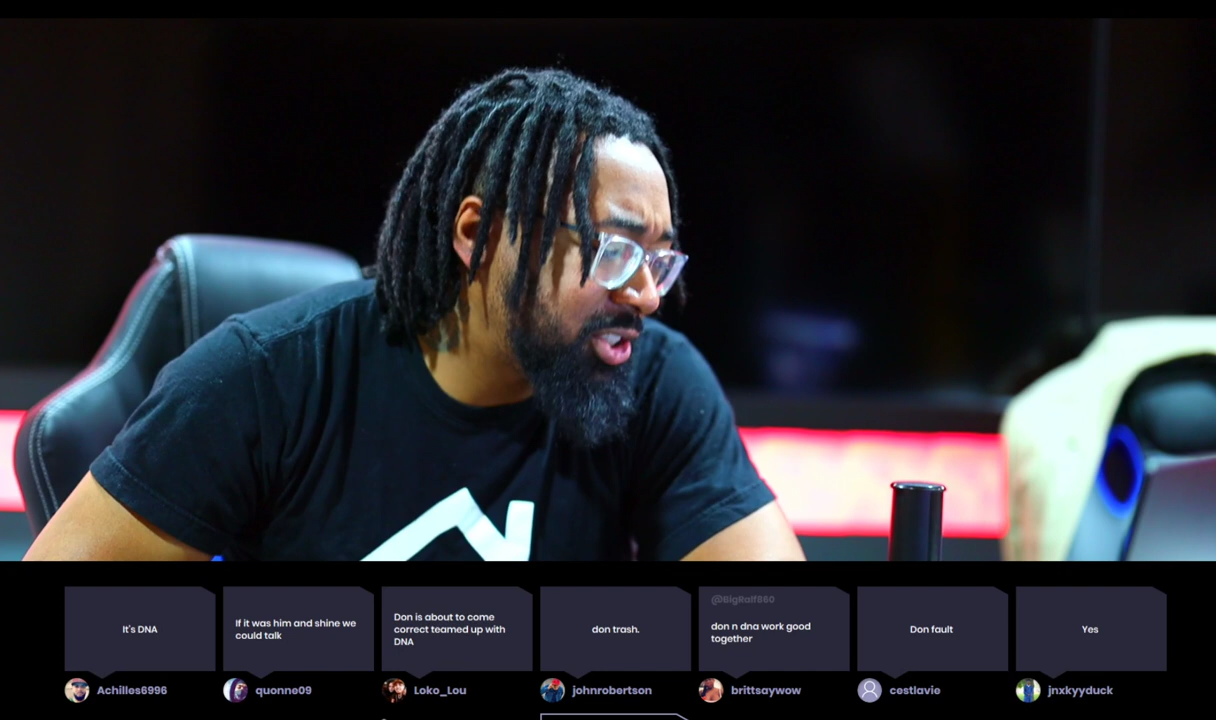 It's DNA
If it was him and shine we
could talk
Don is about to come
correct teamed up with
DNA
don trash.
@BigRalf860
don n dna work good
together
Don fault
Yes
Achilles6996
quonne09
Loko_Lou
johnrobertson
brittsaywow
cestlavie
jnxkyyduck